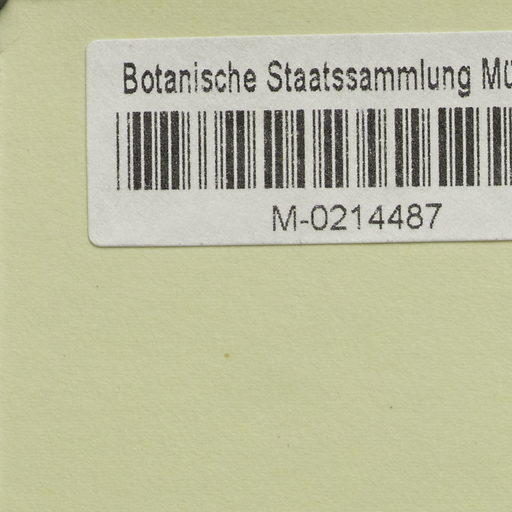 Botanische Staatssammlung Mü
M-0214487